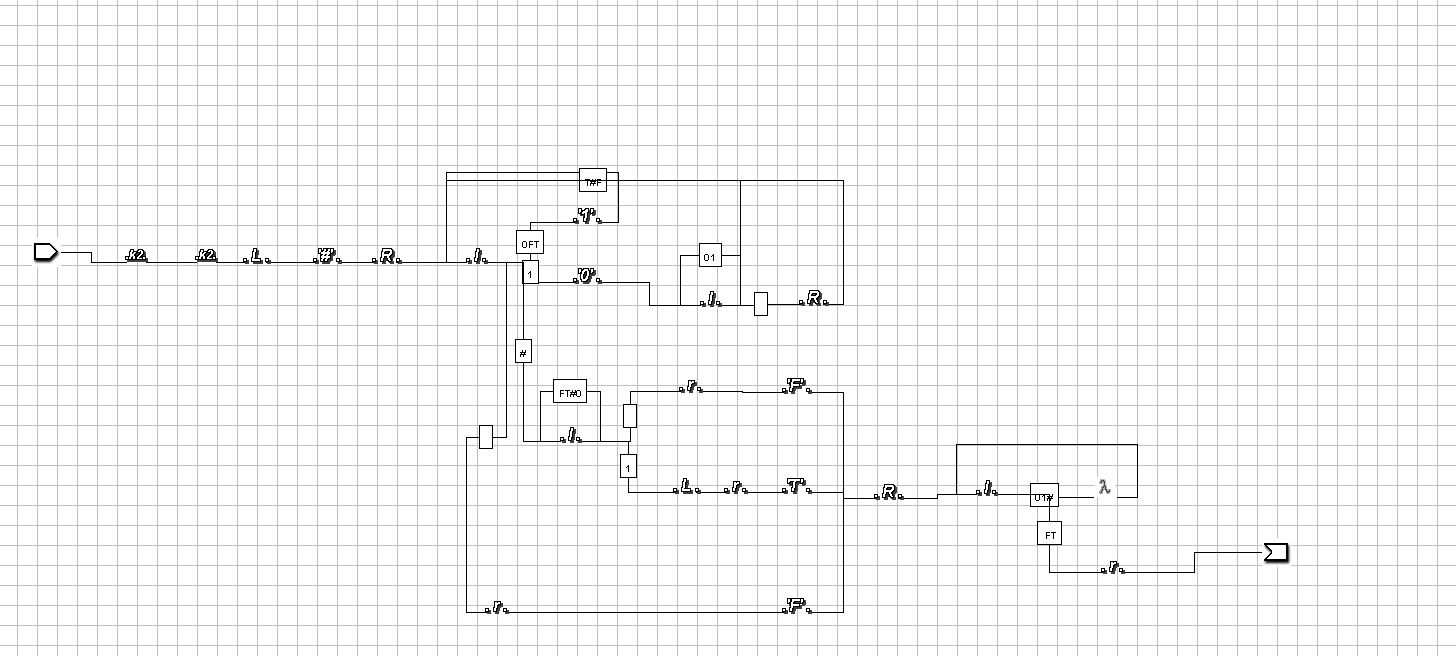 T#F
.'1'.
0FT
.k2. .k2. .L. .'#'. .R. .l.
01
1
.'0'.
.l. .R.
#
FT#0
.r. .'F'.
.l.
1
.L. .r. .'T'.
.R. .l. 01# λ
FT
.r.
.r. .'F'.